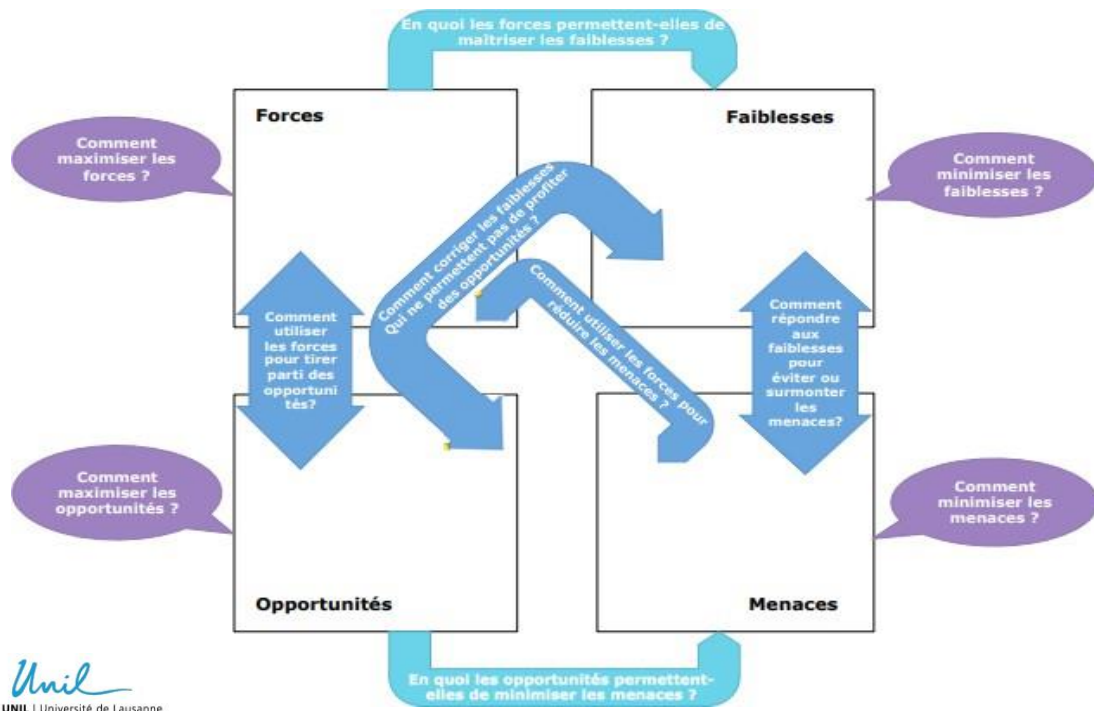 En quoi les forces permettent-elles de
maîtriser les faiblesses ?
Forces
Faiblesses
Comment
maximiser les
forces ?
Comment
minimiser les
faiblesses ?
Comment corriger les faiblesses
Qui ne permettent pas de profiter
des opportunités ?
Comment utiliser les forces pour
réduire les menaces ?
Comment
utiliser
les forces
pour tirer
parti des
opportuni
tés?
Comment
répondre
aux
faiblesses
pour
éviter ou
surmonter
les
menaces?
Comment
maximiser les
opportunités ?
Comment
minimiser les
menaces ?
Opportunités
Menaces
En quoi les opportunités permettent-
elles de minimiser les menaces ?
Unil
UNIL | Université de Lausanne